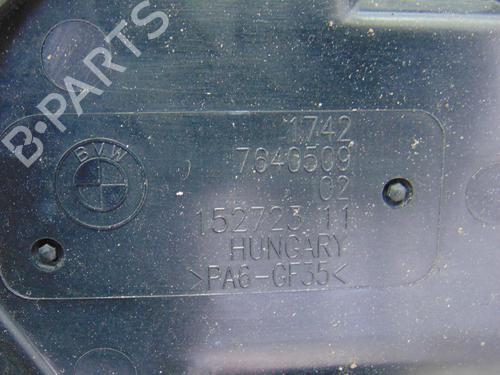 B-PARTS
BMW
1742
7640509
02
152723 11
HUNGARY
>PA6-GF35<